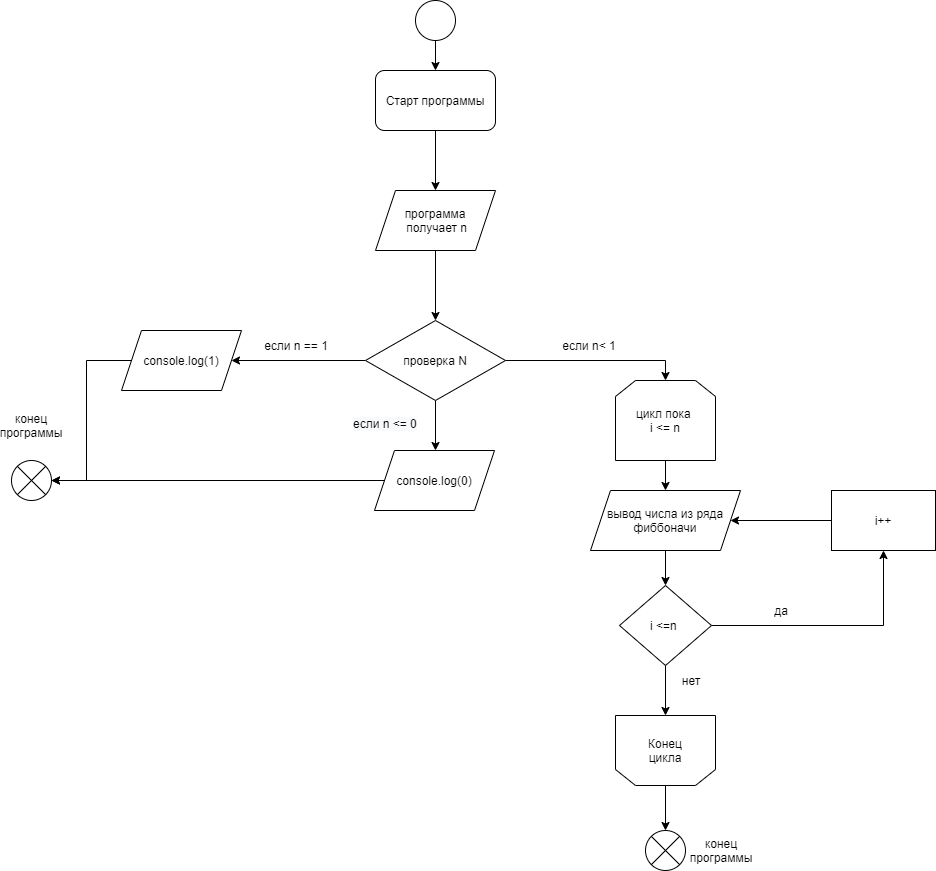 Старт программы
программа
получает n
если n == 1
проверка N
если n< 1
console.log(1)
если n <= 0
console.log(0)
конец
программы
цикл пока
i <= n
вывод числа из ряда
фиббоначи
i++
i <=n
да
нет
Конец
цикла
конец
программы